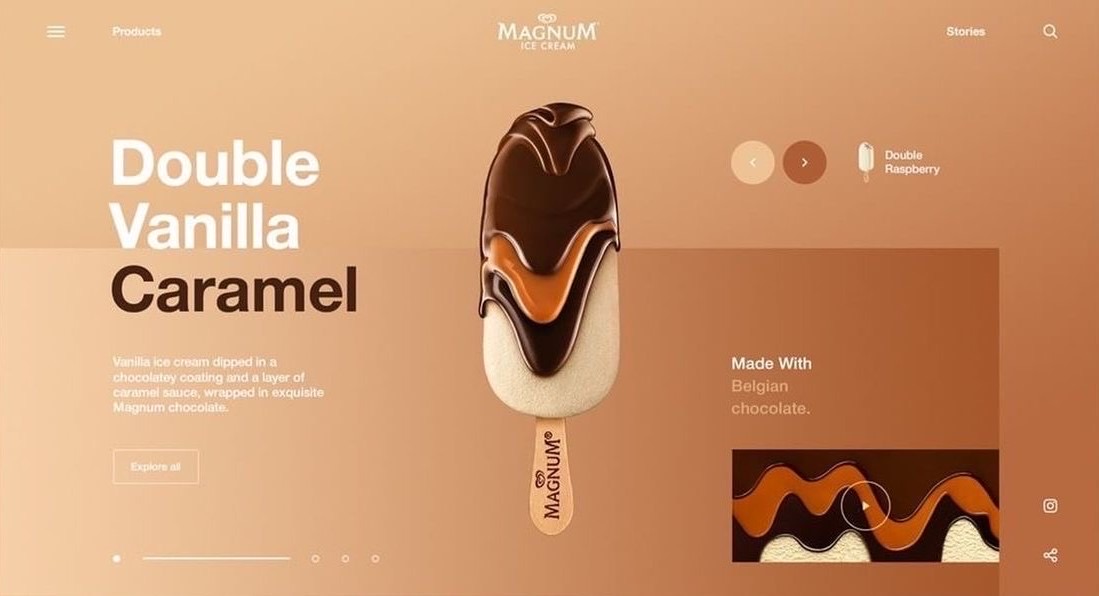 Products
MAGNUM
ICE CREAM
Stories
Double
Vanilla
Caramel
Double
Raspberry
Vanilla ice cream dipped in a
chocolatey coating and a layer of
caramel sauce, wrapped in exquisite
Magnum chocolate.
Explore all
MAGNUM®
Made With
Belgian
chocolate.